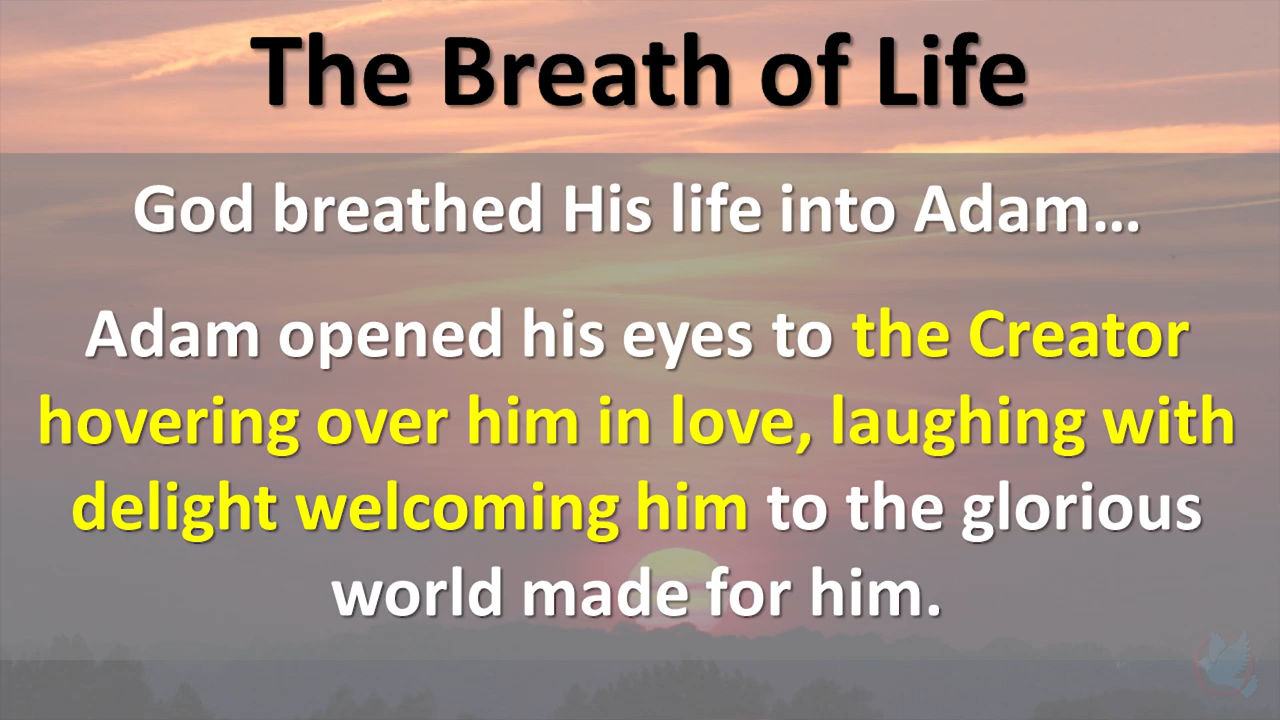 The Breath of Life
God breathed His life into Adam…
Adam opened his eyes to the Creator
hovering over him in love, laughing with
delight welcoming him to the glorious
world made for him.